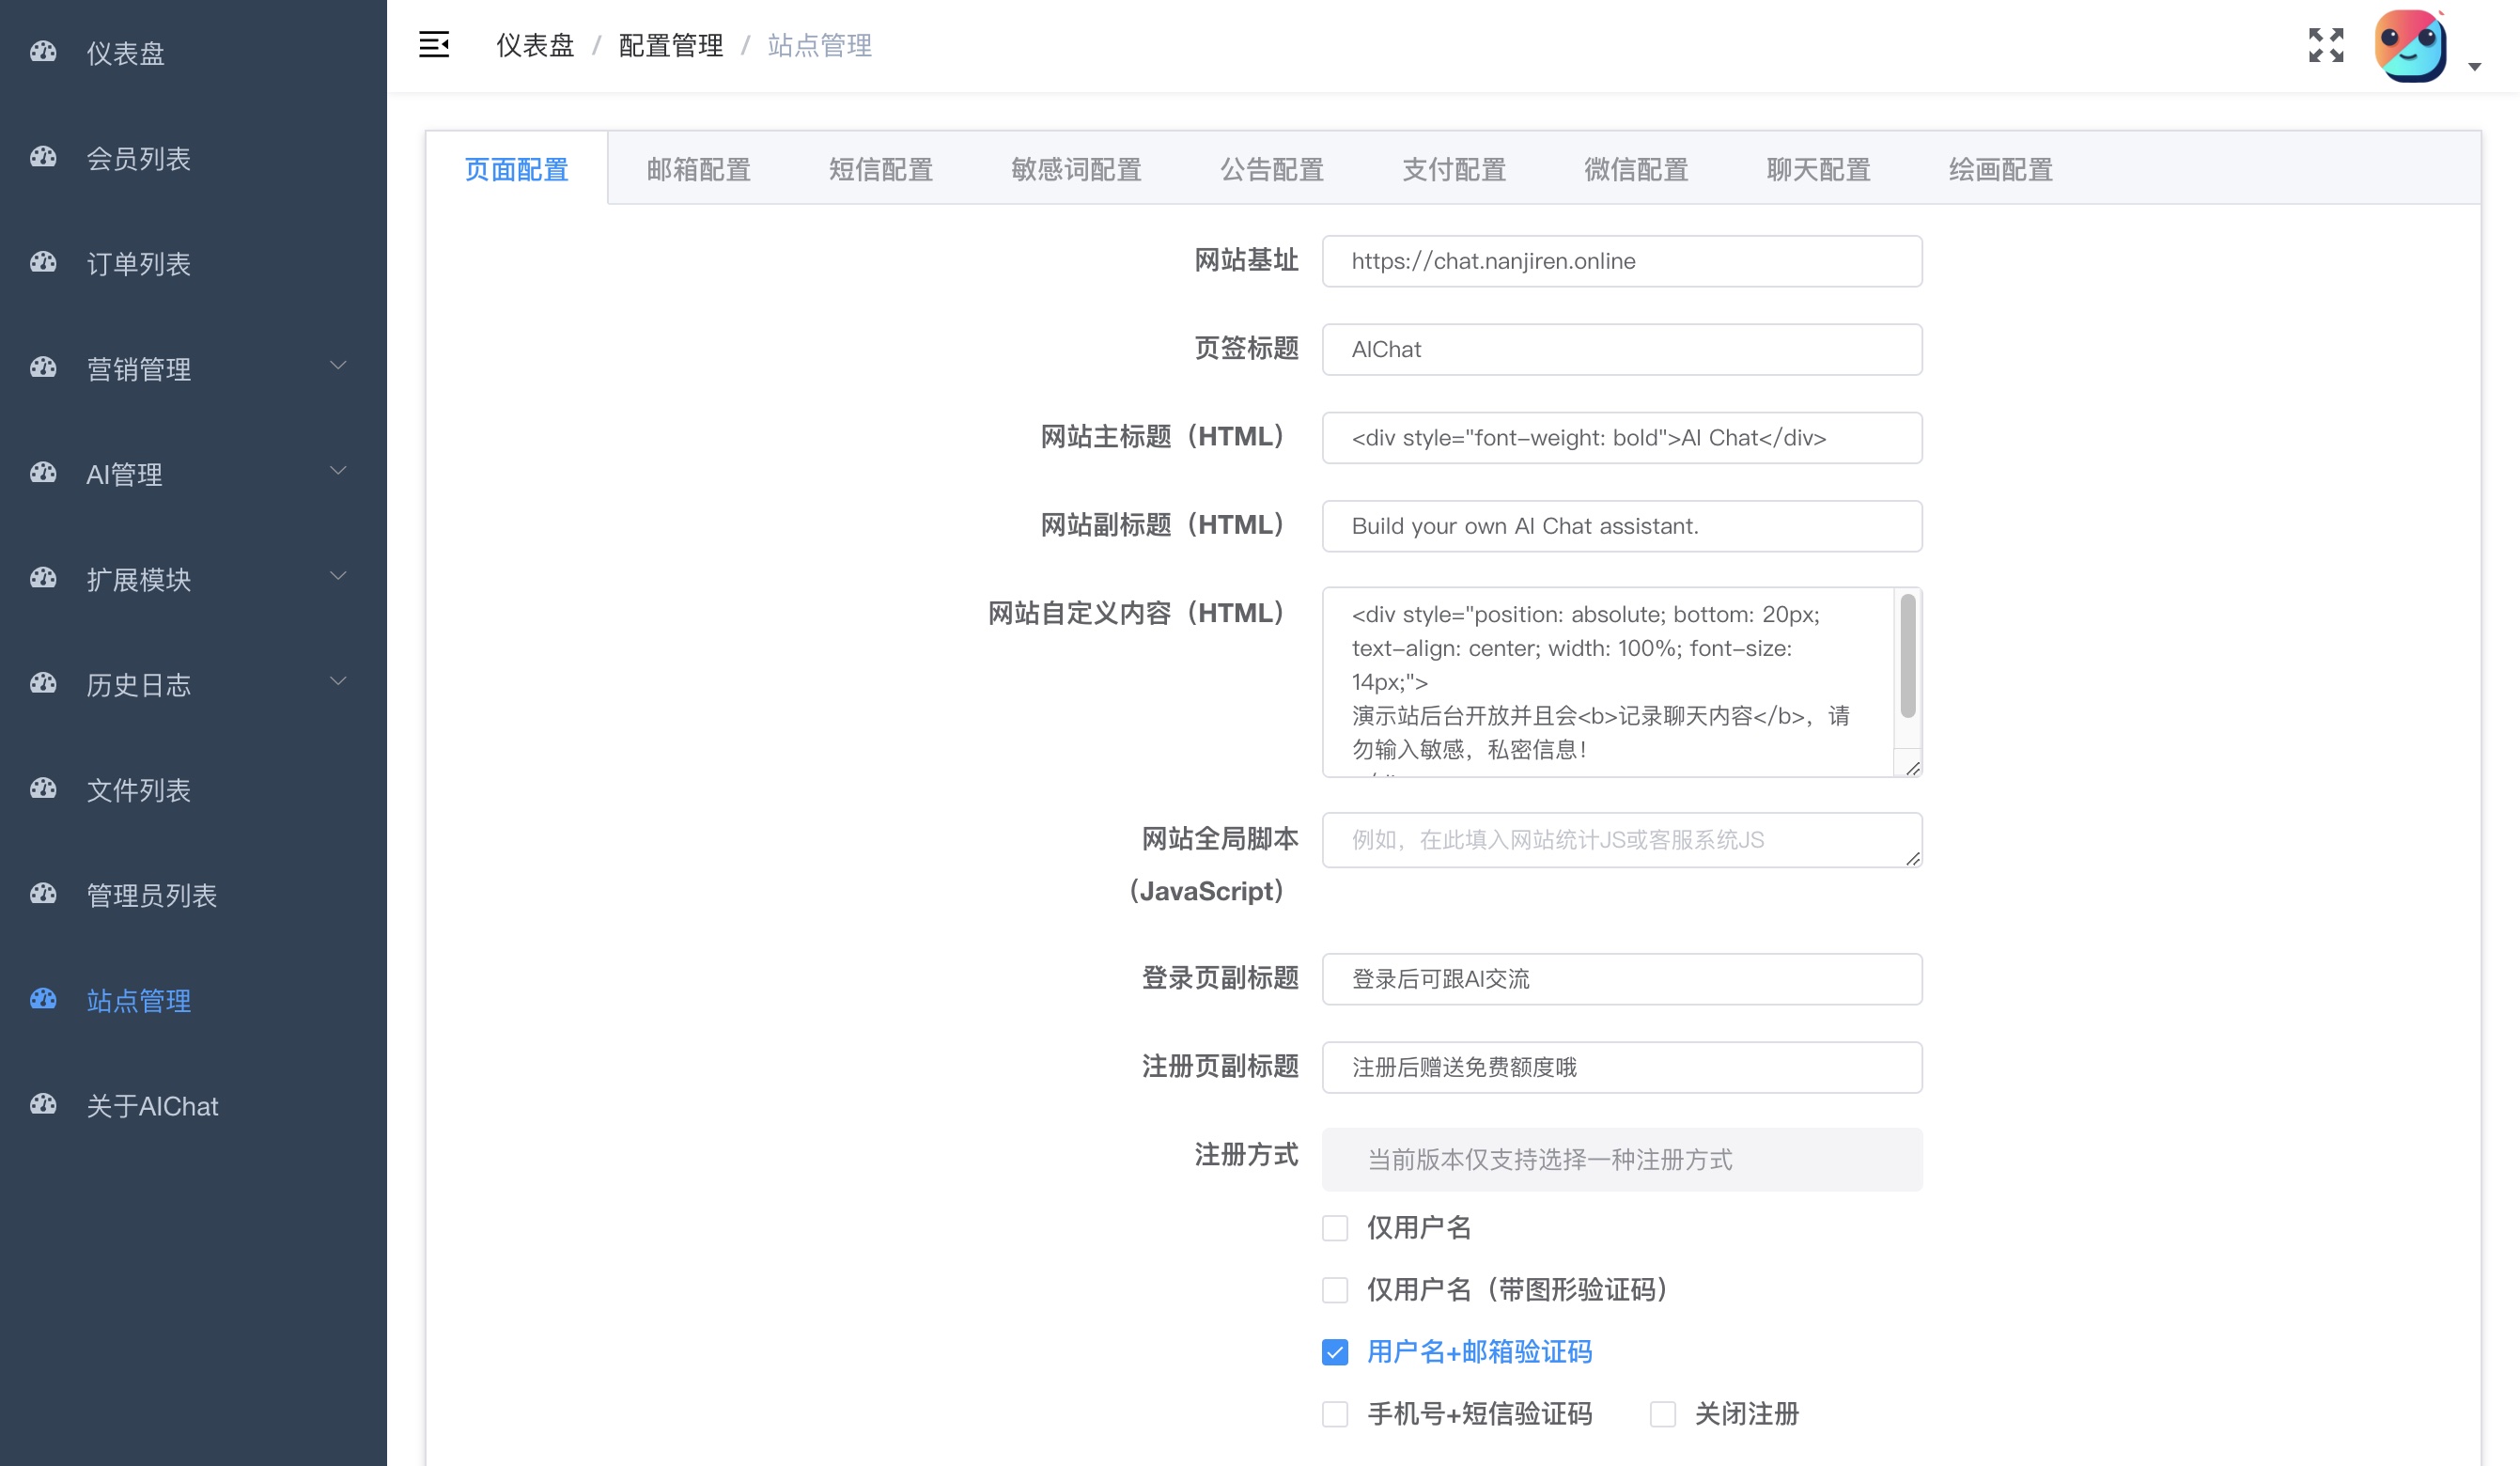 仪表盘
会员列表
订单列表
营销管理
AI管理
扩展模块
历史日志
文件列表
管理员列表
站点管理
关于AIChat
仪表盘 / 配置管理 / 站点管理
页面配置 邮箱配置 短信配置 敏感词配置 公告配置 支付配置 微信配置 聊天配置 绘画配置
网站基址 https://chat.nanjiren.online
页签标题 AIChat
网站主标题（HTML） <div style="font-weight: bold">AI Chat</div>
网站副标题（HTML） Build your own AI Chat assistant.
网站自定义内容（HTML） <div style="position: absolute; bottom: 20px;
text-align: center; width: 100%; font-size:
14px;">
演示站后台开放并且会<b>记录聊天内容</b>，请
勿输入敏感，私密信息！
网站全局脚本 例如，在此填入网站统计JS或客服系统JS
（JavaScript）
登录页副标题 登录后可跟AI交流
注册页副标题 注册后赠送免费额度哦
注册方式 当前版本仅支持选择一种注册方式
仅用户名
仅用户名（带图形验证码）
用户名+邮箱验证码
手机号+短信验证码 关闭注册